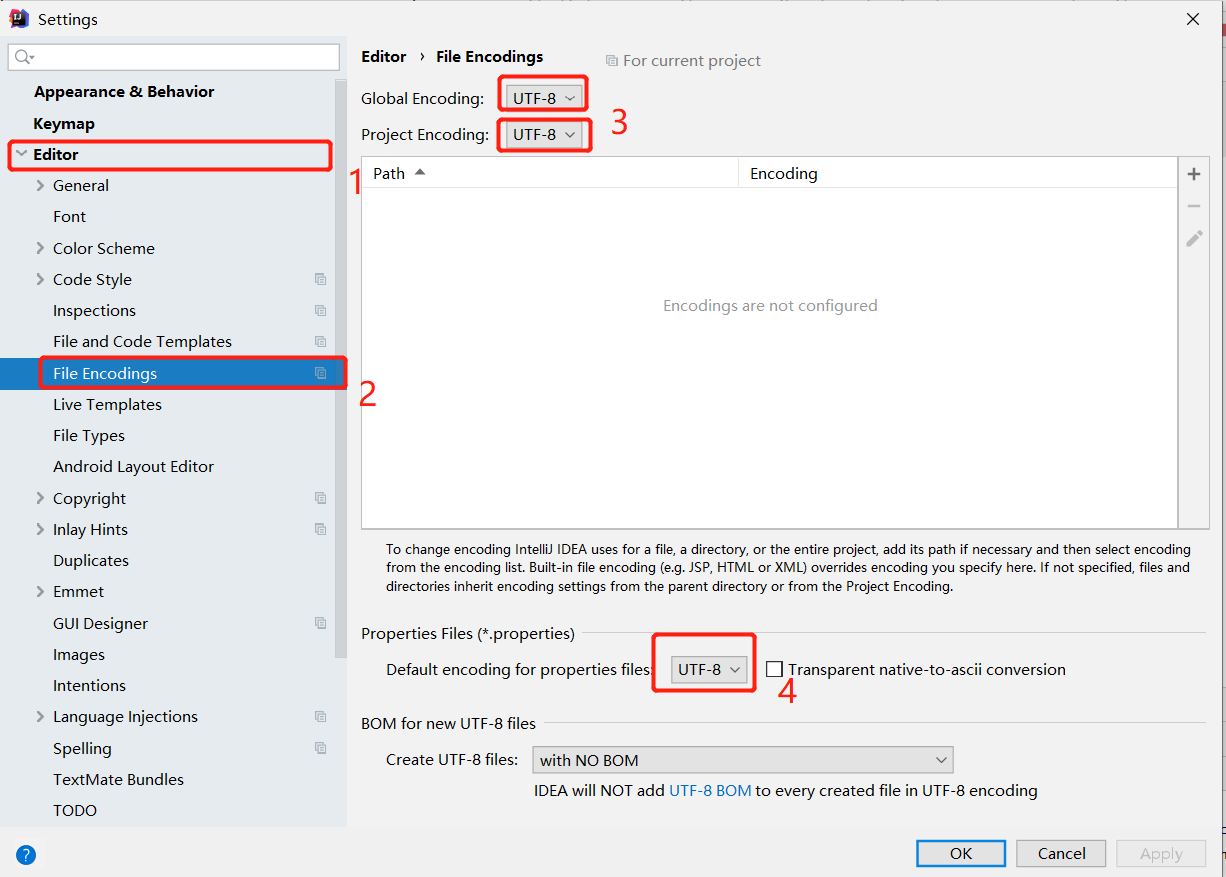 Settings
Editor › File Encodings
For current project
Appearance & Behavior
Keymap
Editor
General
Font
Color Scheme
Code Style
Inspections
File and Code Templates
File Encodings
Live Templates
File Types
Android Layout Editor
Copyright
Inlay Hints
Duplicates
Emmet
GUI Designer
Images
Intentions
Language Injections
Spelling
TextMate Bundles
TODO
1
2
Global Encoding: UTF-8
Project Encoding: UTF-8
3
Path Encoding
Encodings are not configured
To change encoding IntelliJ IDEA uses for a file, a directory, or the entire project, add its path if necessary and then select encoding
from the encoding list. Built-in file encoding (e.g. JSP, HTML or XML) overrides encoding you specify here. If not specified, files and
directories inherit encoding settings from the parent directory or from the Project Encoding.
Properties Files (*.properties)
Default encoding for properties files: UTF-8 Transparent native-to-ascii conversion
4
BOM for new UTF-8 files
Create UTF-8 files: with NO BOM
IDEA will NOT add UTF-8 BOM to every created file in UTF-8 encoding
?
OK Cancel Apply